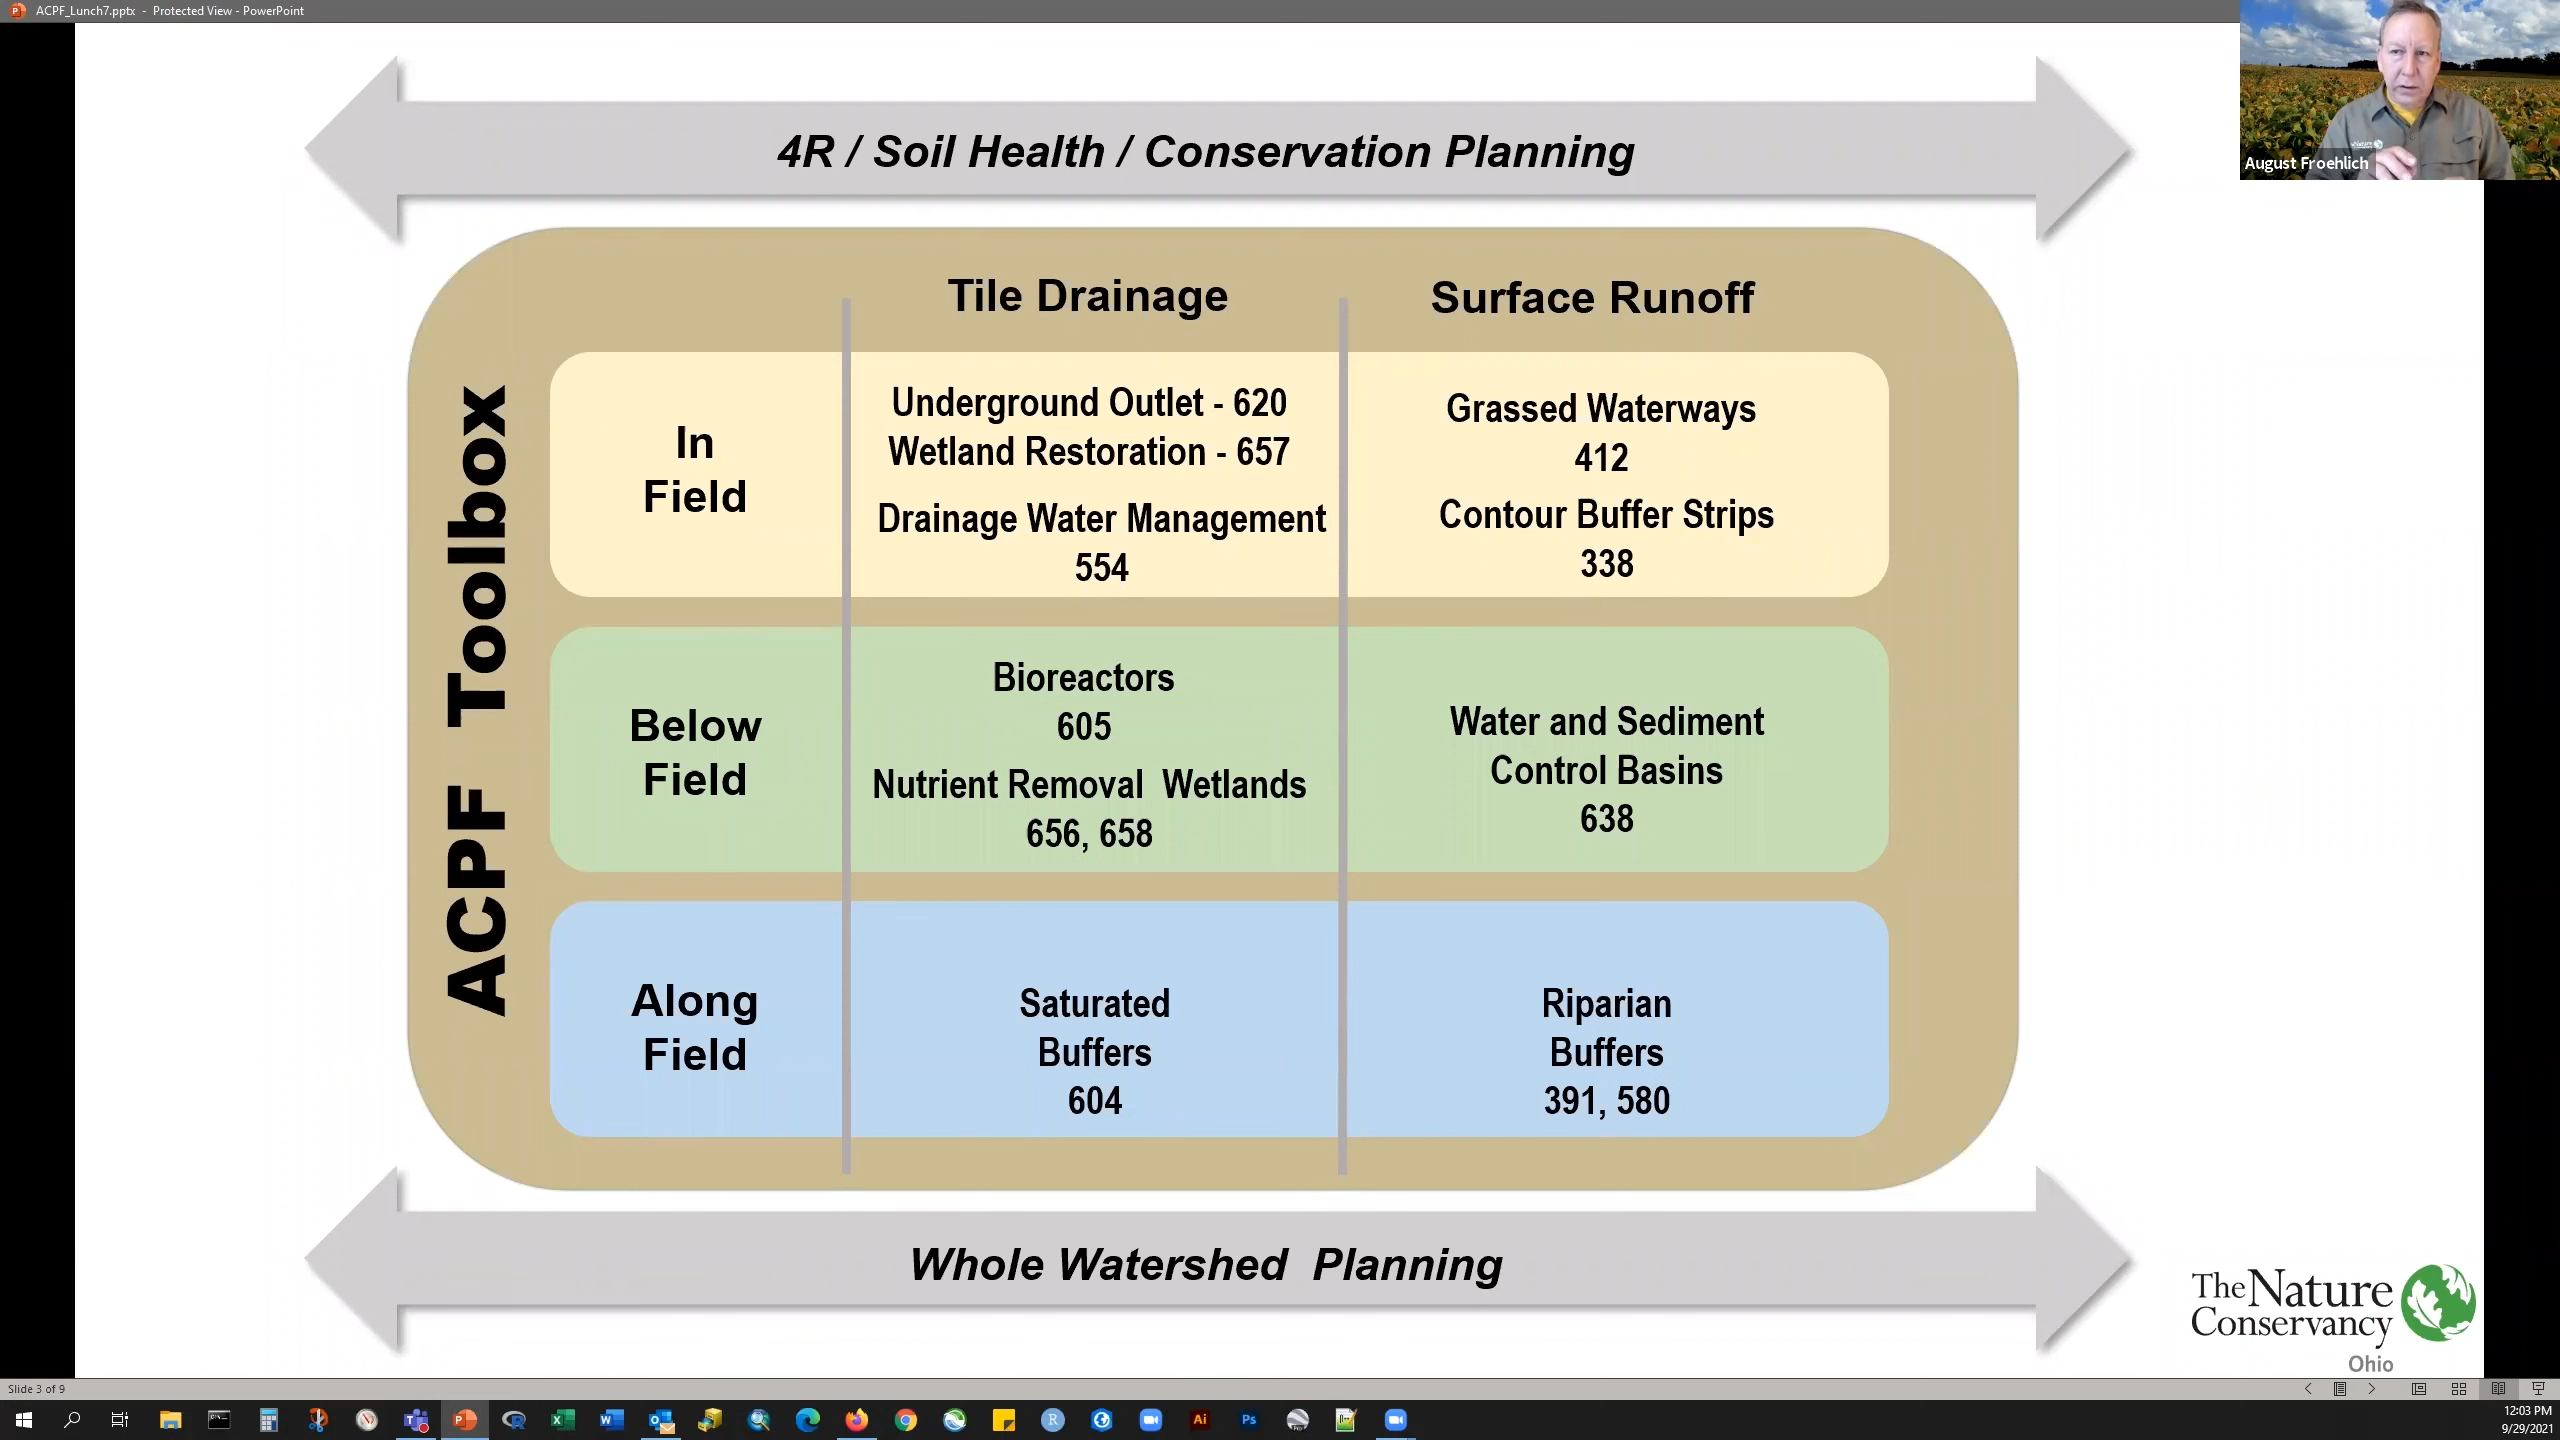 ACPF_Lunch7.pptx - Protected View - PowerPoint
August Froehlich
4R / Soil Health / Conservation Planning
ACPF Toolbox
Tile Drainage
Surface Runoff
In
Field
Underground Outlet - 620
Wetland Restoration - 657
Drainage Water Management
554
Grassed Waterways
412
Contour Buffer Strips
338
Below
Field
Bioreactors
605
Nutrient Removal Wetlands
656, 658
Water and Sediment
Control Basins
638
Along
Field
Saturated
Buffers
604
Riparian
Buffers
391, 580
Whole Watershed Planning
The Nature
Conservancy
Ohio
Slide 3 of 9
12:03 PM
9/29/2021